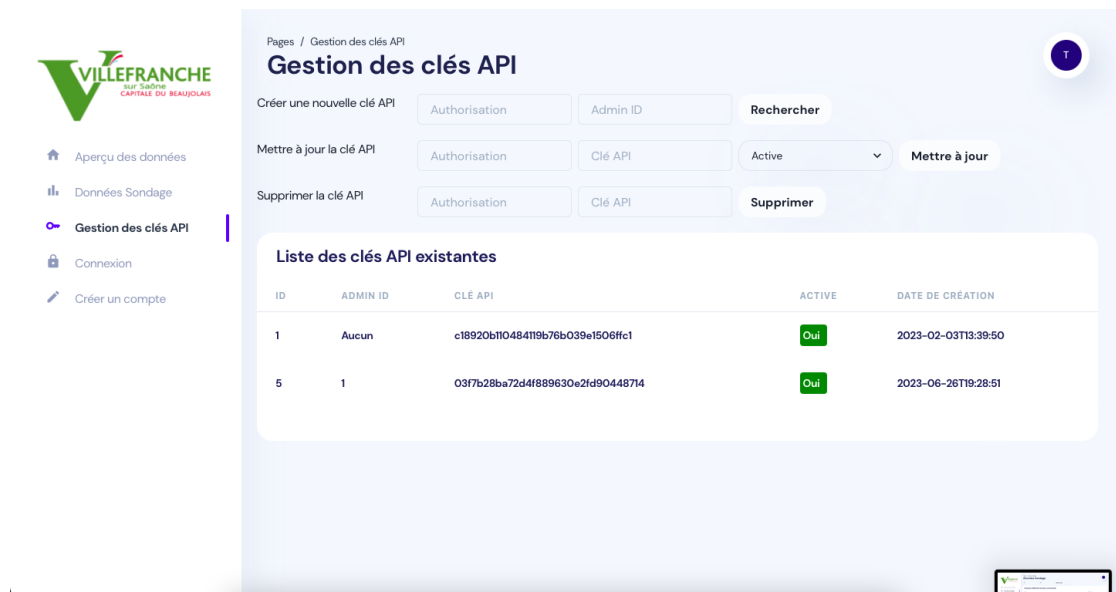 VILLEFRANCHE
sur Saône
CAPITALE DU BEAUJOLAIS
Aperçu des données
Données Sondage
Gestion des clés API
Connexion
Créer un compte
Pages / Gestion des clés API
Gestion des clés API
T
Créer une nouvelle clé API Authorisation Admin ID Rechercher
Mettre à jour la clé API Authorisation Clé API Active Mettre à jour
Supprimer la clé API Authorisation Clé API Supprimer
Liste des clés API existantes
ID ADMIN ID CLÉ API ACTIVE DATE DE CRÉATION
1 Aucun c18920b110484119b76b039e1506ffc1 Oui 2023-02-03T13:39:50
5 1 03f7b28ba72d4f889630e2fd90448714 Oui 2023-06-26T19:28:51